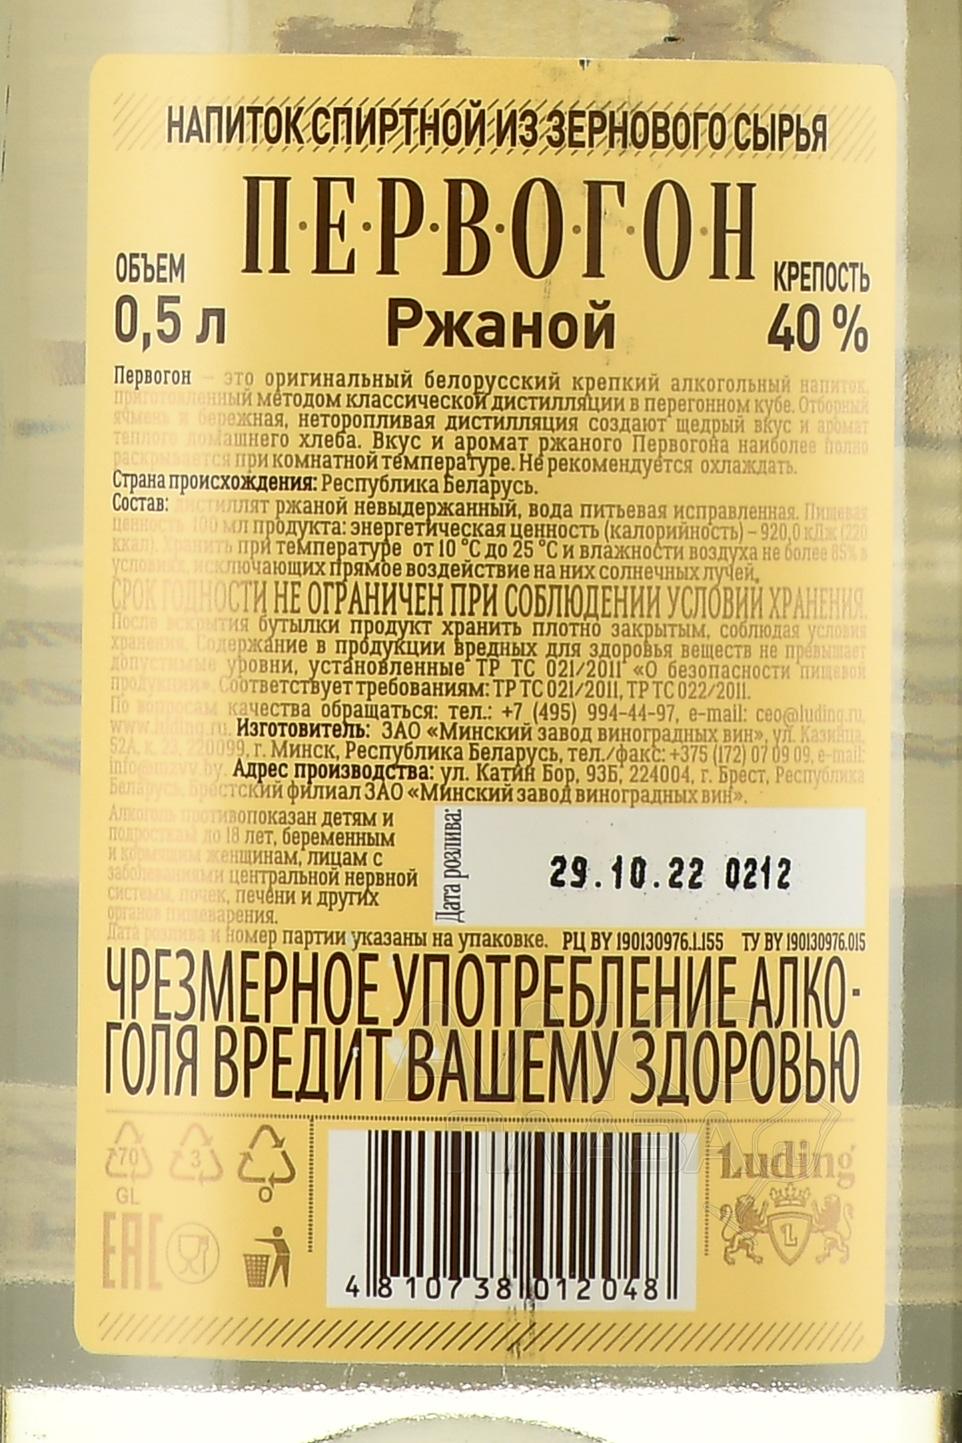 НАПИТОК СПИРТНОЙ ИЗ ЗЕРНОВОГО СЫРЬЯ
П·Е·Р·В·О·Г·О·Н
ОБЪЕМ
0,5 л
Ржаной
КРЕПОСТЬ
40 %
Первогон – это оригинальный белорусский крепкий алкогольный напиток,
приготовленный методом классической дистилляции в перегонном кубе. Отборный
ячмень и бережная, неторопливая дистилляция создают щедрый вкус и аромат
теплого домашнего хлеба. Вкус и аромат ржаного Первогона наиболее полно
раскрывается при комнатной температуре. Не рекомендуется охлаждать.
Страна происхождения: Республика Беларусь.
Состав: дистиллят ржаной невыдержанный, вода питьевая исправленная. Пищевая
ценность 100 мл продукта: энергетическая ценность (калорийность) – 920,0 кДж (220
ккал). Хранить при температуре от 10 °С до 25 °С и влажности воздуха не более 85% в
условиях, исключающих прямое воздействие на них солнечных лучей.
СРОК ГОДНОСТИ НЕ ОГРАНИЧЕН ПРИ СОБЛЮДЕНИИ УСЛОВИЙ ХРАНЕНИЯ.
После вскрытия бутылки продукт хранить плотно закрытым, соблюдая условия
хранения. Содержание в продукции вредных для здоровья веществ не превышает
допустимые уровни, установленные ТР ТС 021/2011 «О безопасности пищевой
продукции». Соответствует требованиям: ТР ТС 021/2011, ТР ТС 022/2011.
По вопросам качества обращаться: тел.: +7 (495) 994-44-97, e-mail: ceo@luding.ru,
www.luding.ru. Изготовитель: ЗАО «Минский завод виноградных вин», ул. Казинца,
52А, к. 23, 220099, г. Минск, Республика Беларусь, тел./факс: +375 (172) 07 09 09, e-mail:
info@mzvv.by. Адрес производства: ул. Катин Бор, 93Б, 224004, г. Брест, Республика
Беларусь, Брестский филиал ЗАО «Минский завод виноградных вин».
Алкоголь противопоказан детям и
подросткам до 18 лет, беременным
и кормящим женщинам, лицам с
заболеваниями центральной нервной
системы, почек, печени и других
органов пищеварения.
Дата розлива:
29.10.22 0212
Дата розлива и номер партии указаны на упаковке. РЦ BY 190130976.1.155 ТУ BY 190130976.015
ЧРЕЗМЕРНОЕ УПОТРЕБЛЕНИЕ АЛКО-
ГОЛЯ ВРЕДИТ ВАШЕМУ ЗДОРОВЬЮ
70
GL
3
0
EAC
4 810738 012048
Luding
L